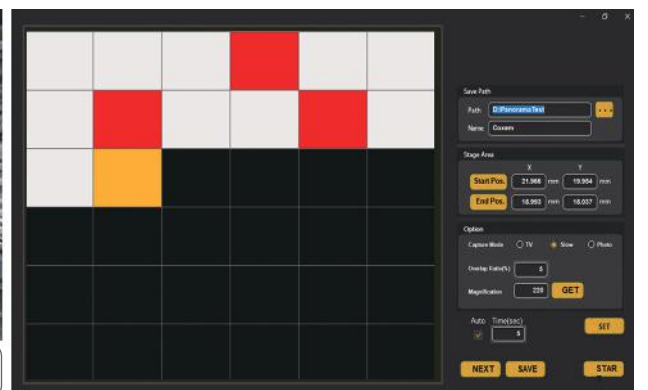 Save Path
Path D:\PanoramaTest ...
Name Coxem
Stage Area
X Y
Start Pos. 21.966 mm 19.954 mm
End Pos. 18.993 mm 18.037 mm
Option
Capture Mode TV Slow Photo
Overlap Ratio(%) 5
Magnification 220 GET
Auto Time(sec)
5 SET
NEXT SAVE STAR